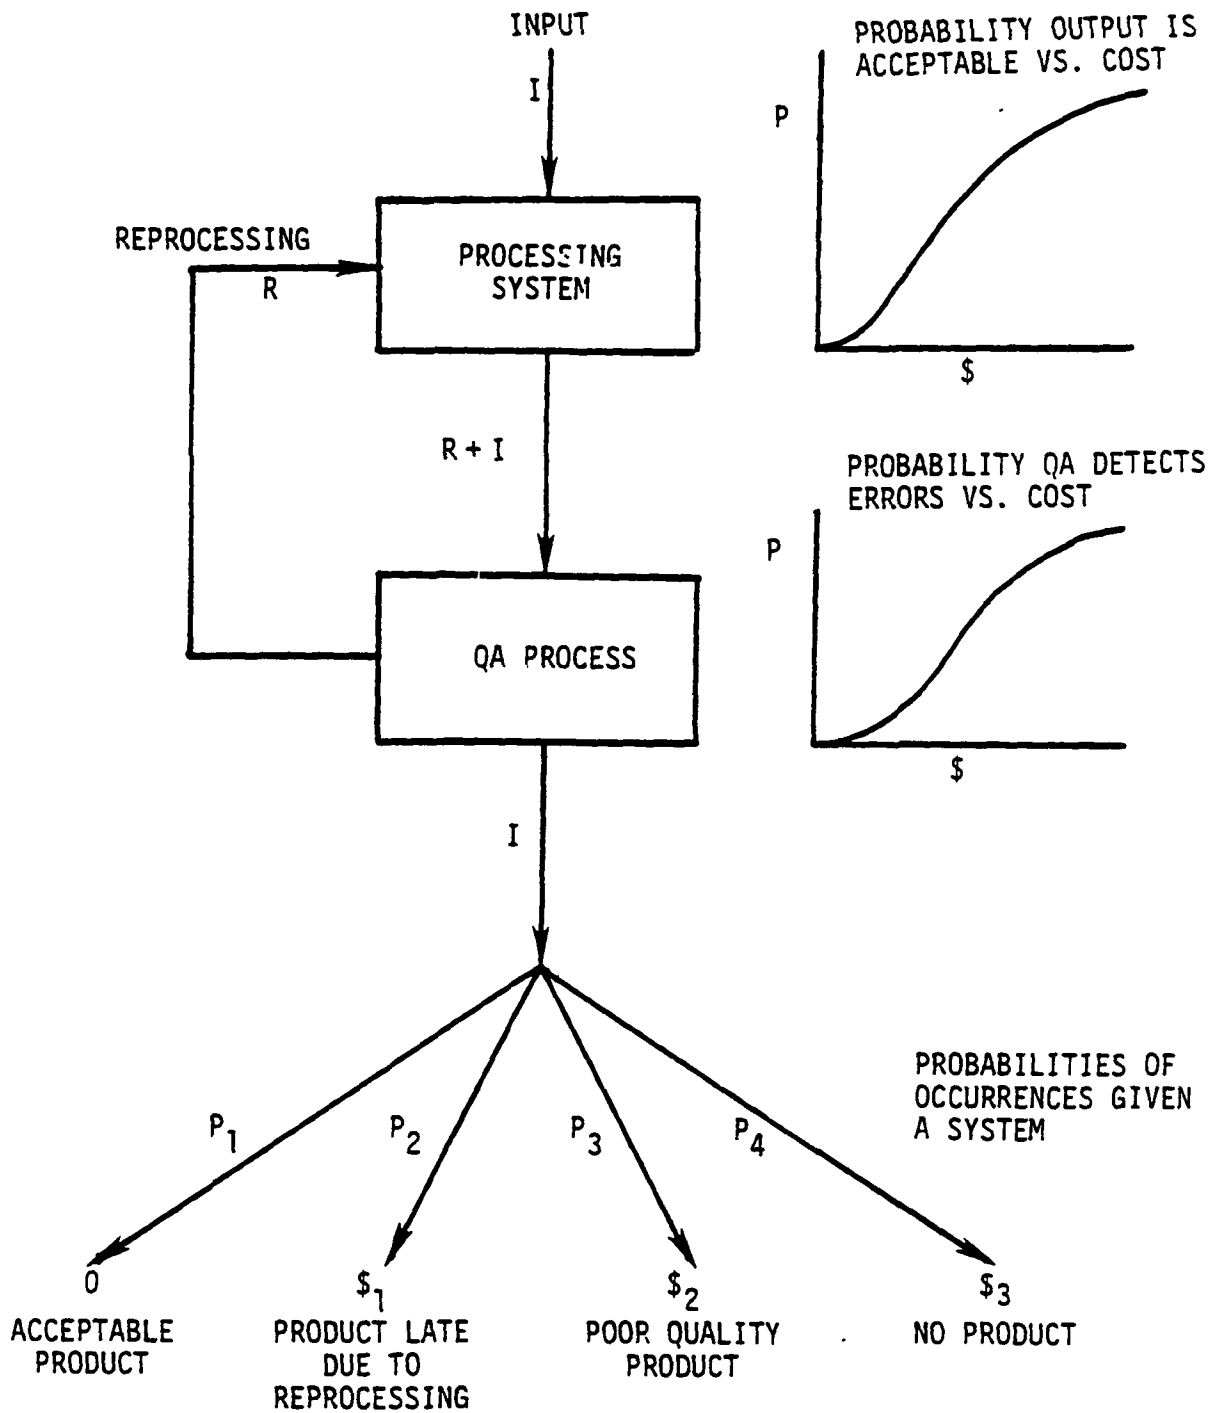 INPUT
I
PROBABILITY OUTPUT IS
ACCEPTABLE VS. COST
P
$
REPROCESSING
R
PROCESSING
SYSTEM
R + I
PROBABILITY QA DETECTS
ERRORS VS. COST
P
$
QA PROCESS
I
PROBABILITIES OF
OCCURRENCES GIVEN
A SYSTEM
P1
P2
P3
P4
0
$1
$2
$3
ACCEPTABLE
PRODUCT
PRODUCT LATE
DUE TO
REPROCESSING
POOR QUALITY
PRODUCT
NO PRODUCT